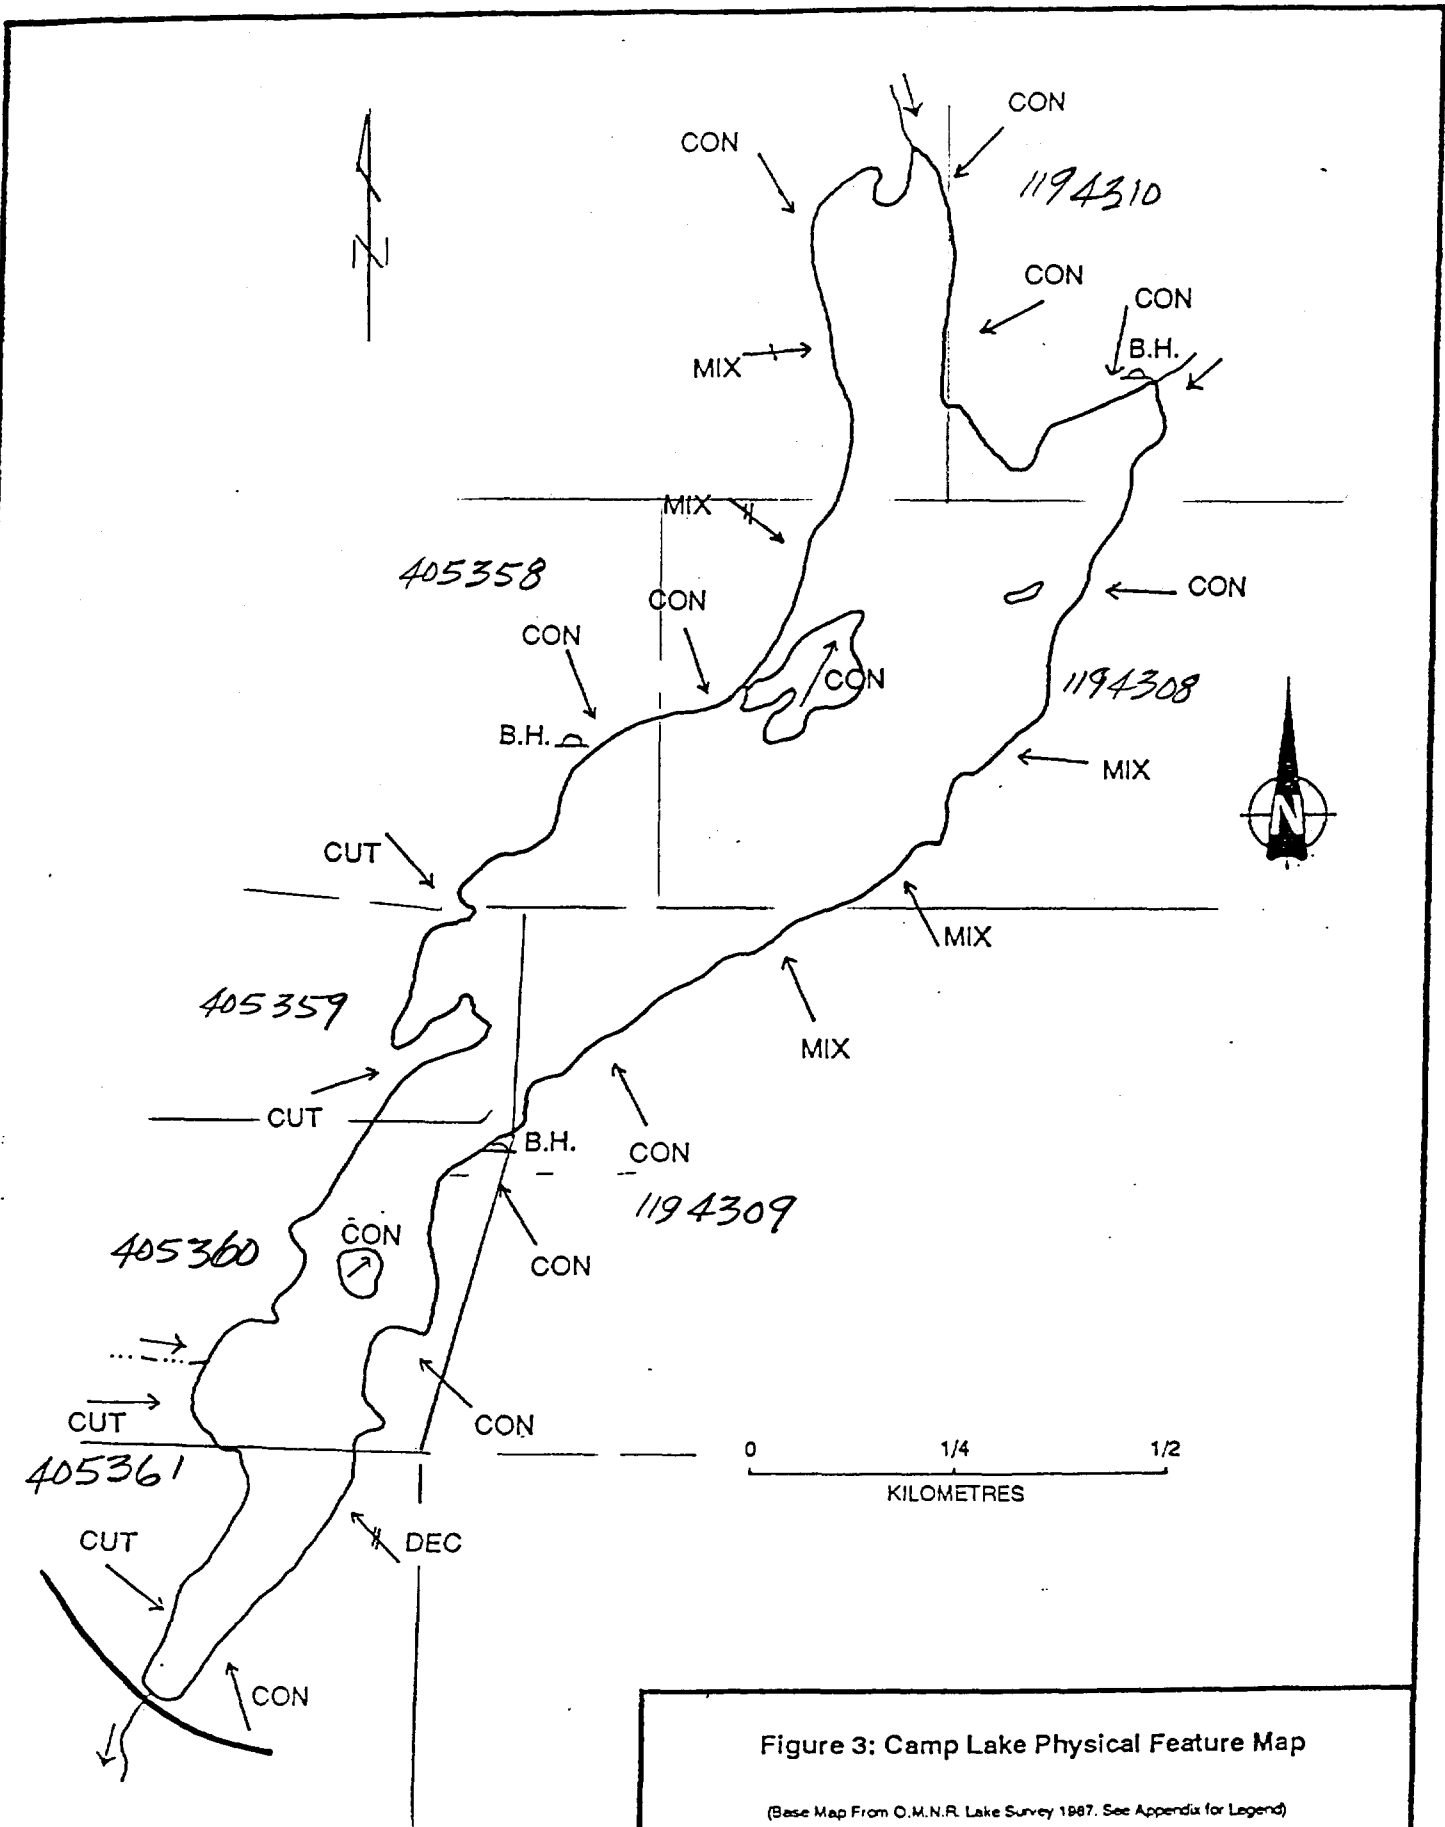 CON
CON
1194310
N
CON
CON
B.H.
MIX
MIX
405358
CON
CON
CON
CON
1194308
B.H.
MIX
N
CUT
MIX
405359
MIX
CUT
B.H.
CON
1194309
CON
405360
CON
CUT
CON
0 1/4 1/2
KILOMETRES
405361
CUT
DEC
CON
Figure 3: Camp Lake Physical Feature Map
(Base Map From O.M.N.R. Lake Survey 1987. See Appendix for Legend)